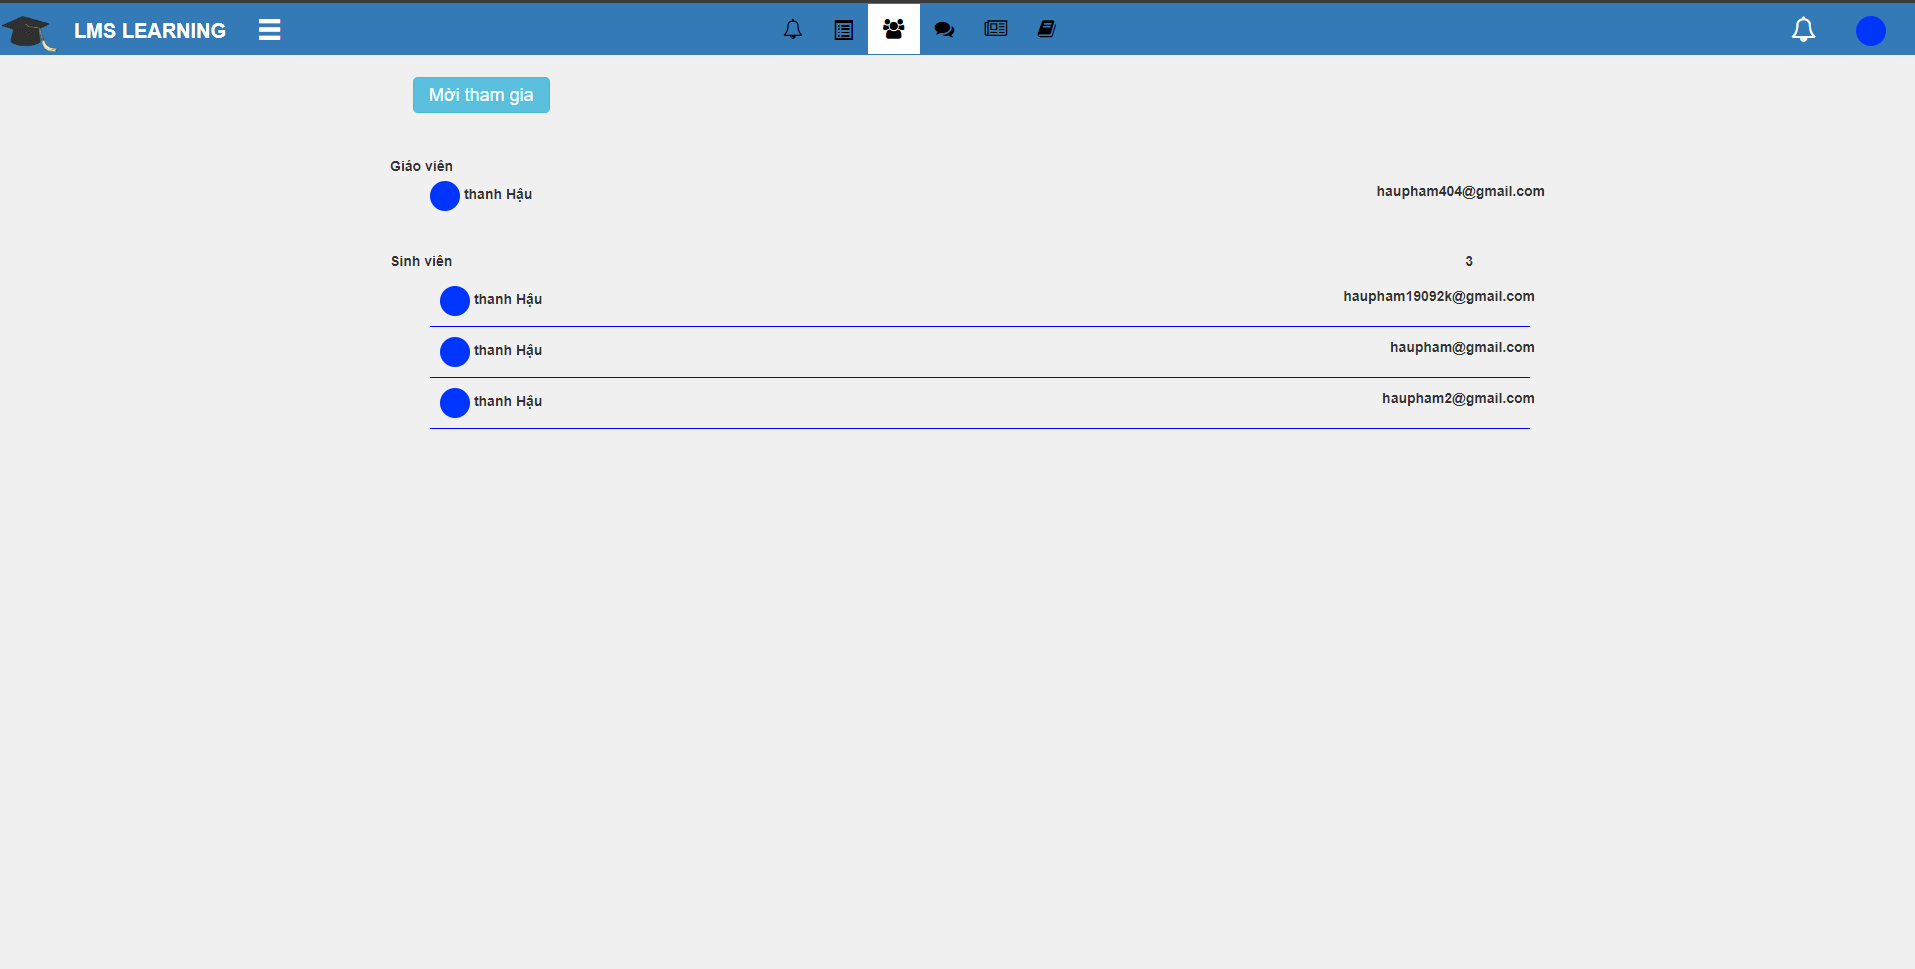 LMS LEARNING
Mời tham gia
Giáo viên
thanh Hậu haupham404@gmail.com
Sinh viên 3
thanh Hậu haupham19092k@gmail.com
thanh Hậu haupham@gmail.com
thanh Hậu haupham2@gmail.com